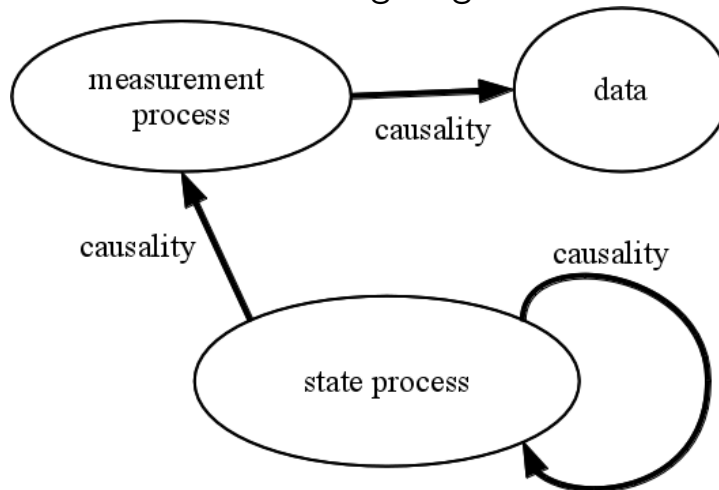 measurement
process
data
causality
causality
causality
state process